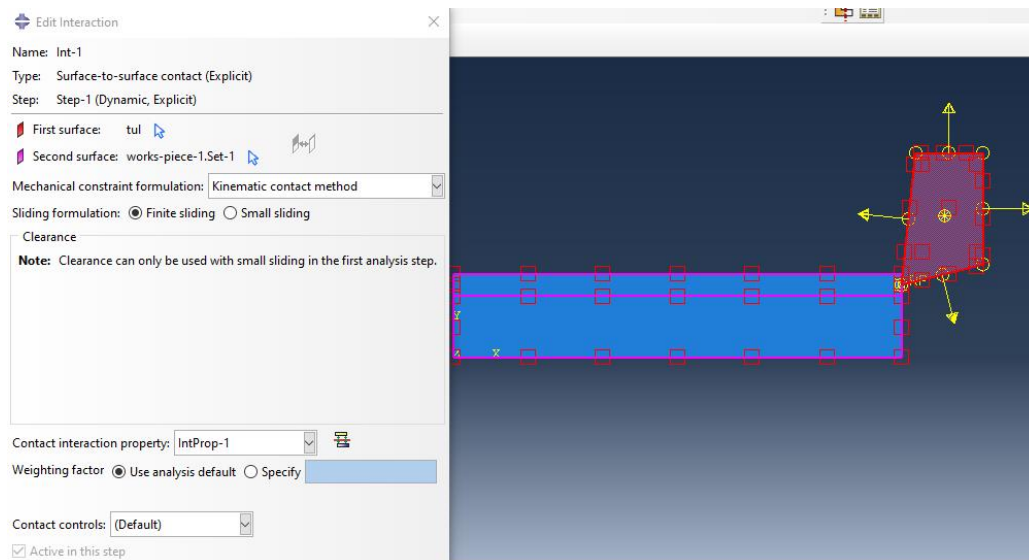 Edit Interaction
Name: Int-1
Type: Surface-to-surface contact (Explicit)
Step: Step-1 (Dynamic, Explicit)
First surface: tul
Second surface: works-piece-1.Set-1
Mechanical constraint formulation: Kinematic contact method
Sliding formulation: Finite sliding Small sliding
Clearance
Note: Clearance can only be used with small sliding in the first analysis step.
Contact interaction property: IntProp-1
Weighting factor Use analysis default Specify
Contact controls: (Default)
Active in this step
Y
X